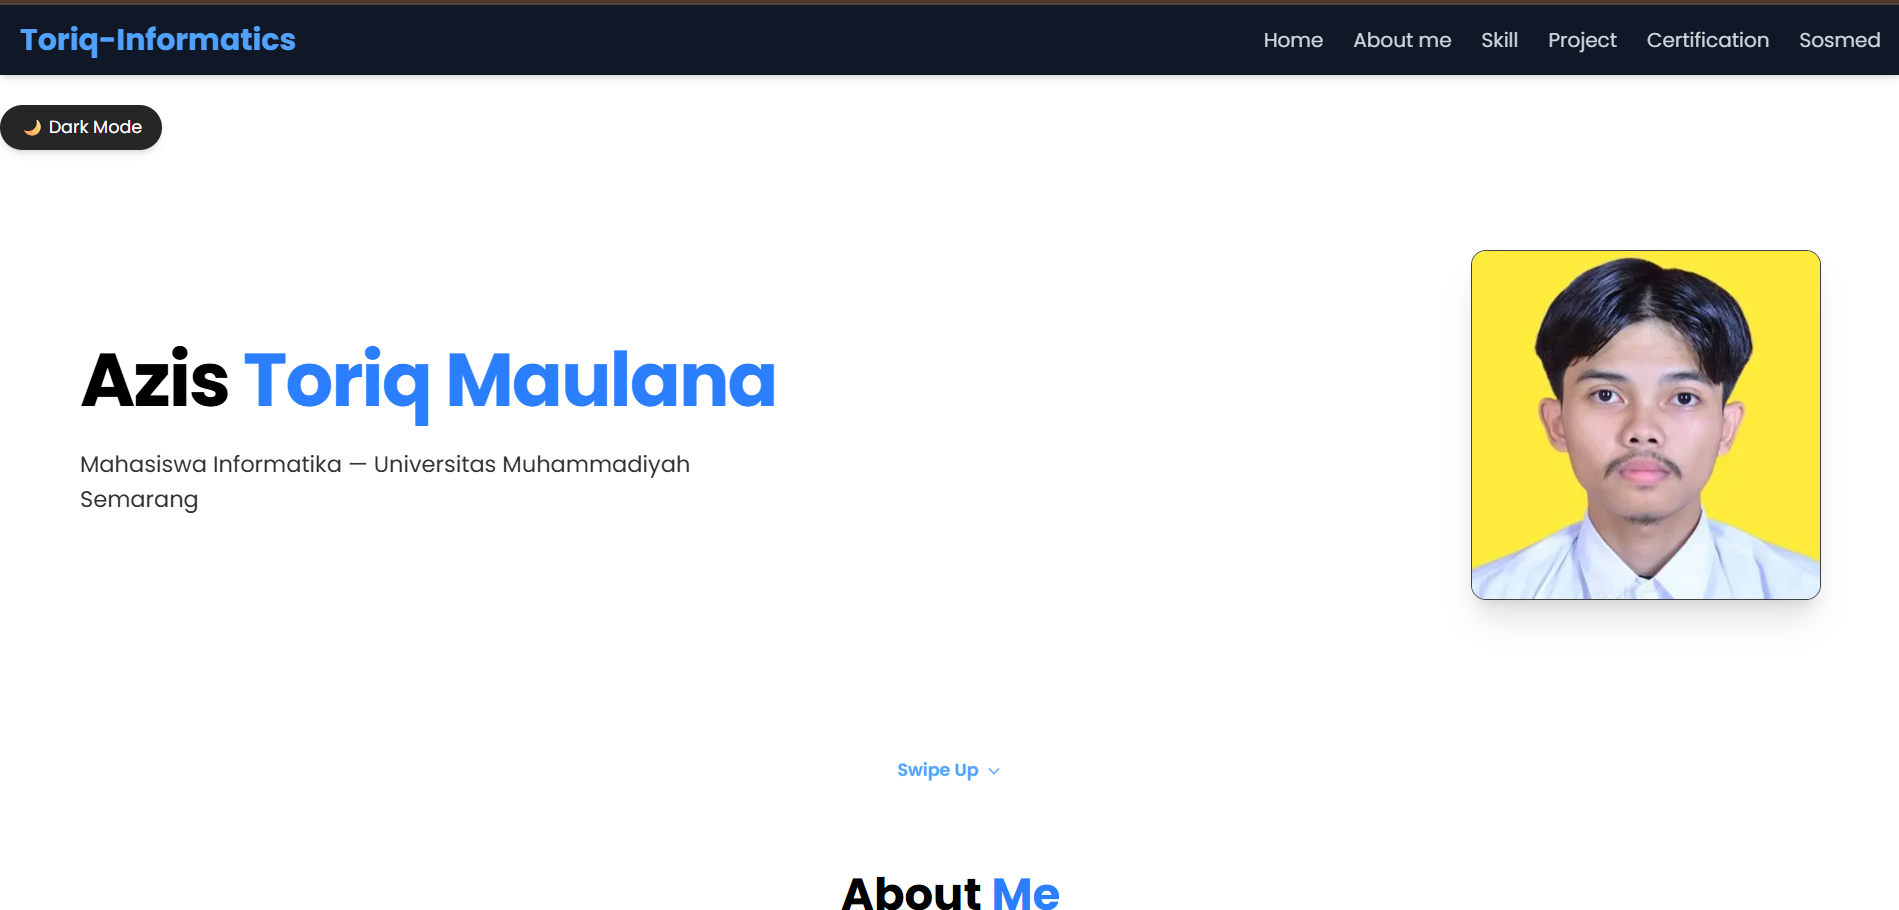 Toriq-Informatics
Home About me Skill Project Certification Sosmed
🌙 Dark Mode
Azis Toriq Maulana
Mahasiswa Informatika — Universitas Muhammadiyah
Semarang
Swipe Up
About Me